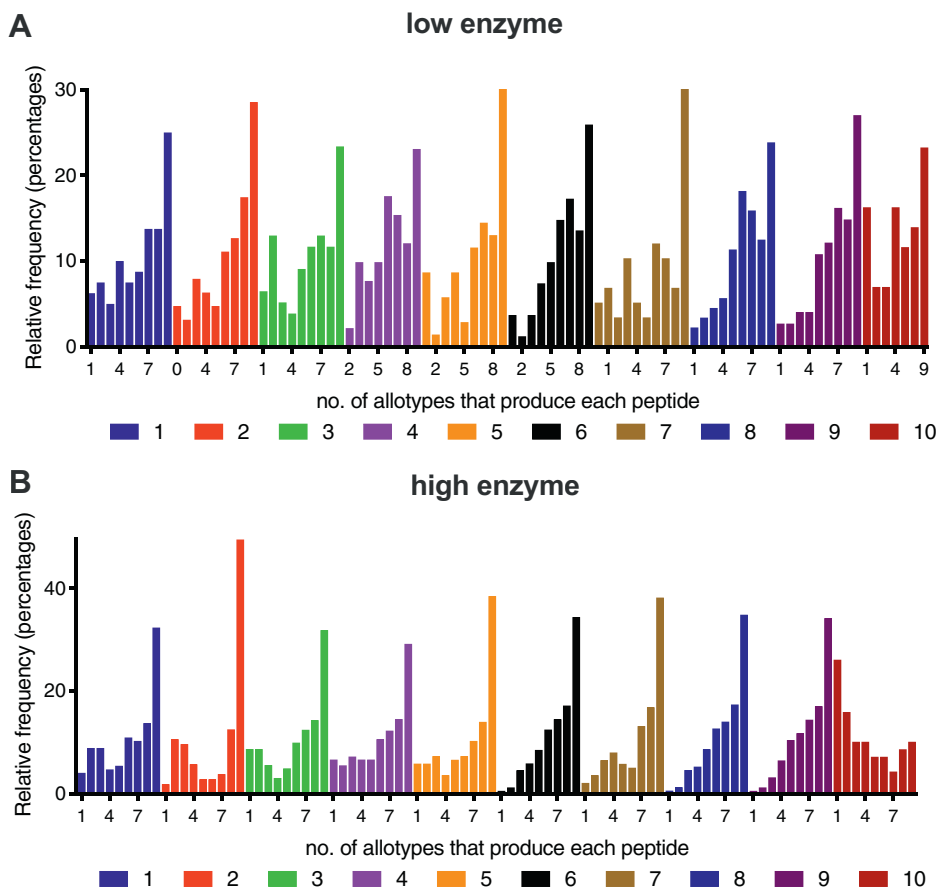 A
low enzyme
Relative frequency (percentages)
30
20
10
0
1 4 7 0 4 7 1 4 7 2 5 8 2 5 8 2 5 8 1 4 7 1 4 7 1 4 7 1 4 9
no. of allotypes that produce each peptide
1 2 3 4 5 6 7 8 9 10
B
high enzyme
Relative frequency (percentages)
40
20
0
1 4 7 1 4 7 1 4 7 1 4 7 1 4 7 1 4 7 1 4 7 1 4 7 1 4 7 1 4 7
no. of allotypes that produce each peptide
1 2 3 4 5 6 7 8 9 10